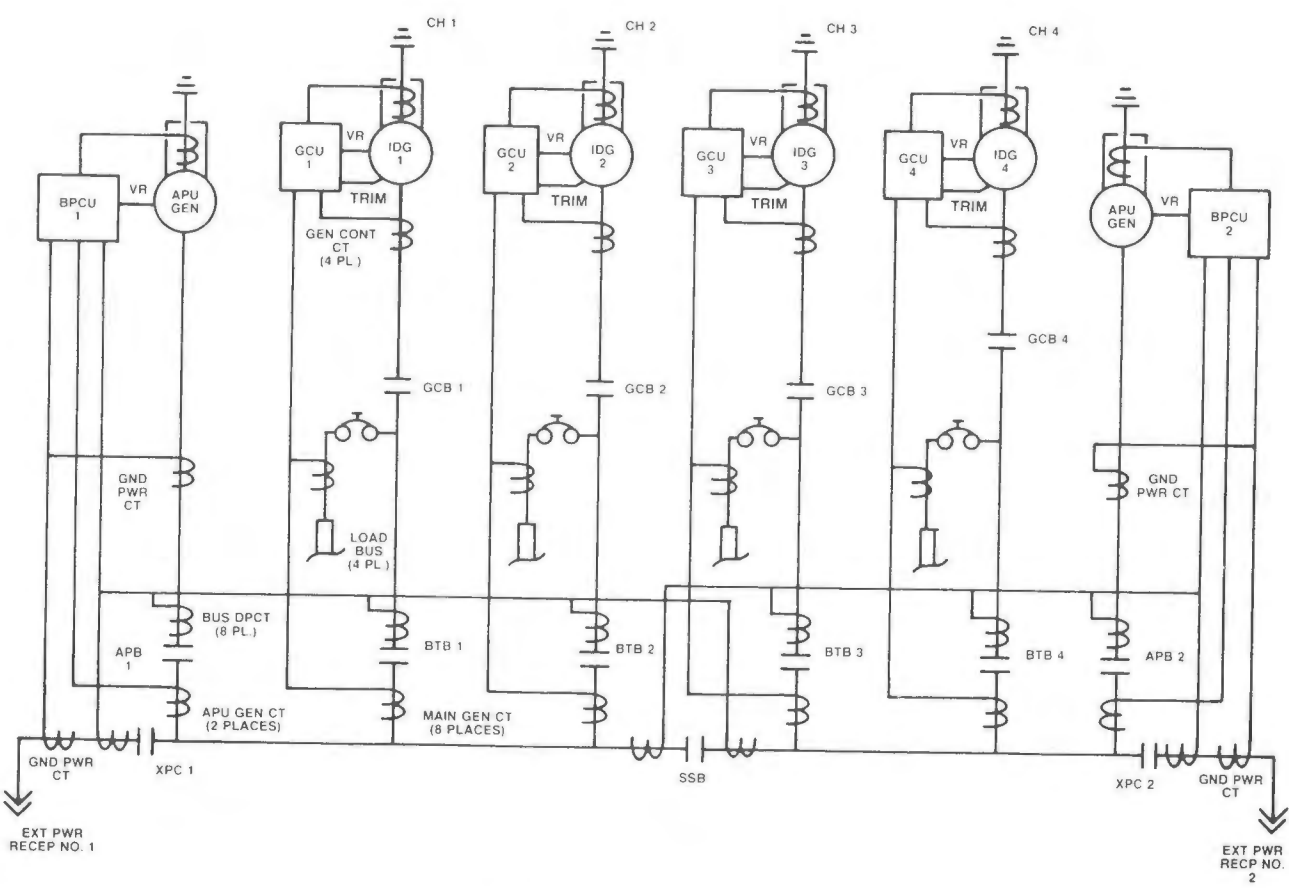 CH 1
CH 2
CH 3
CH 4
GCU
1
VR
IDG
1
TRIM
GCU
2
VR
IDG
2
TRIM
GCU
3
VR
IDG
3
TRIM
GCU
4
VR
IDG
4
TRIM
BPCU
1
VR
APU
GEN
APU
GEN
VR
BPCU
2
GEN CONT
CT
(4 PL.)
GCB 1
GCB 2
GCB 3
GCB 4
GND
PWR
CT
GND
PWR CT
LOAD
BUS
(4 PL.)
BUS DPCT
(8 PL.)
APB
1
BTB 1
BTB 2
BTB 3
BTB 4
APB 2
APU GEN CT
(2 PLACES)
MAIN GEN CT
(8 PLACES)
GND PWR
CT
XPC 1
SSB
XPC 2
GND PWR
CT
EXT PWR
RECEP NO. 1
EXT PWR
RECP NO.
2